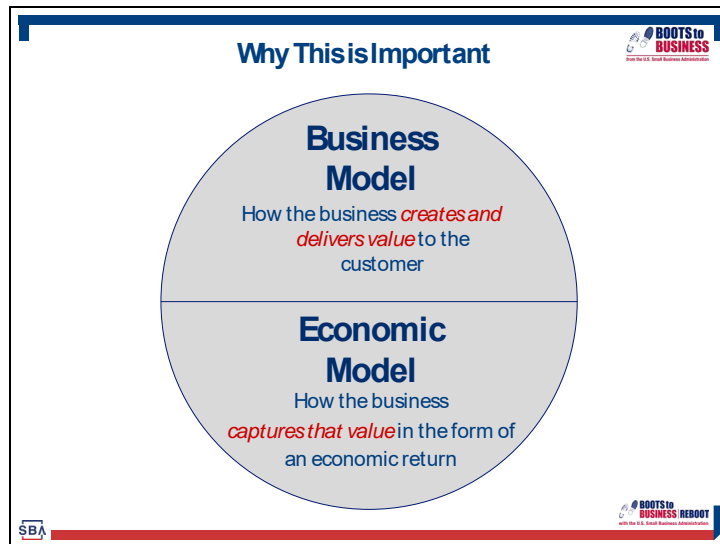 Why This is Important
BOOTS to
BUSINESS
from the U.S. Small Business Administration
Business
Model
How the business creates and
delivers value to the
customer
Economic
Model
How the business
captures that value in the form of
an economic return
SBA
BOOTS to
BUSINESS | REBOOT
with the U.S. Small Business Administration